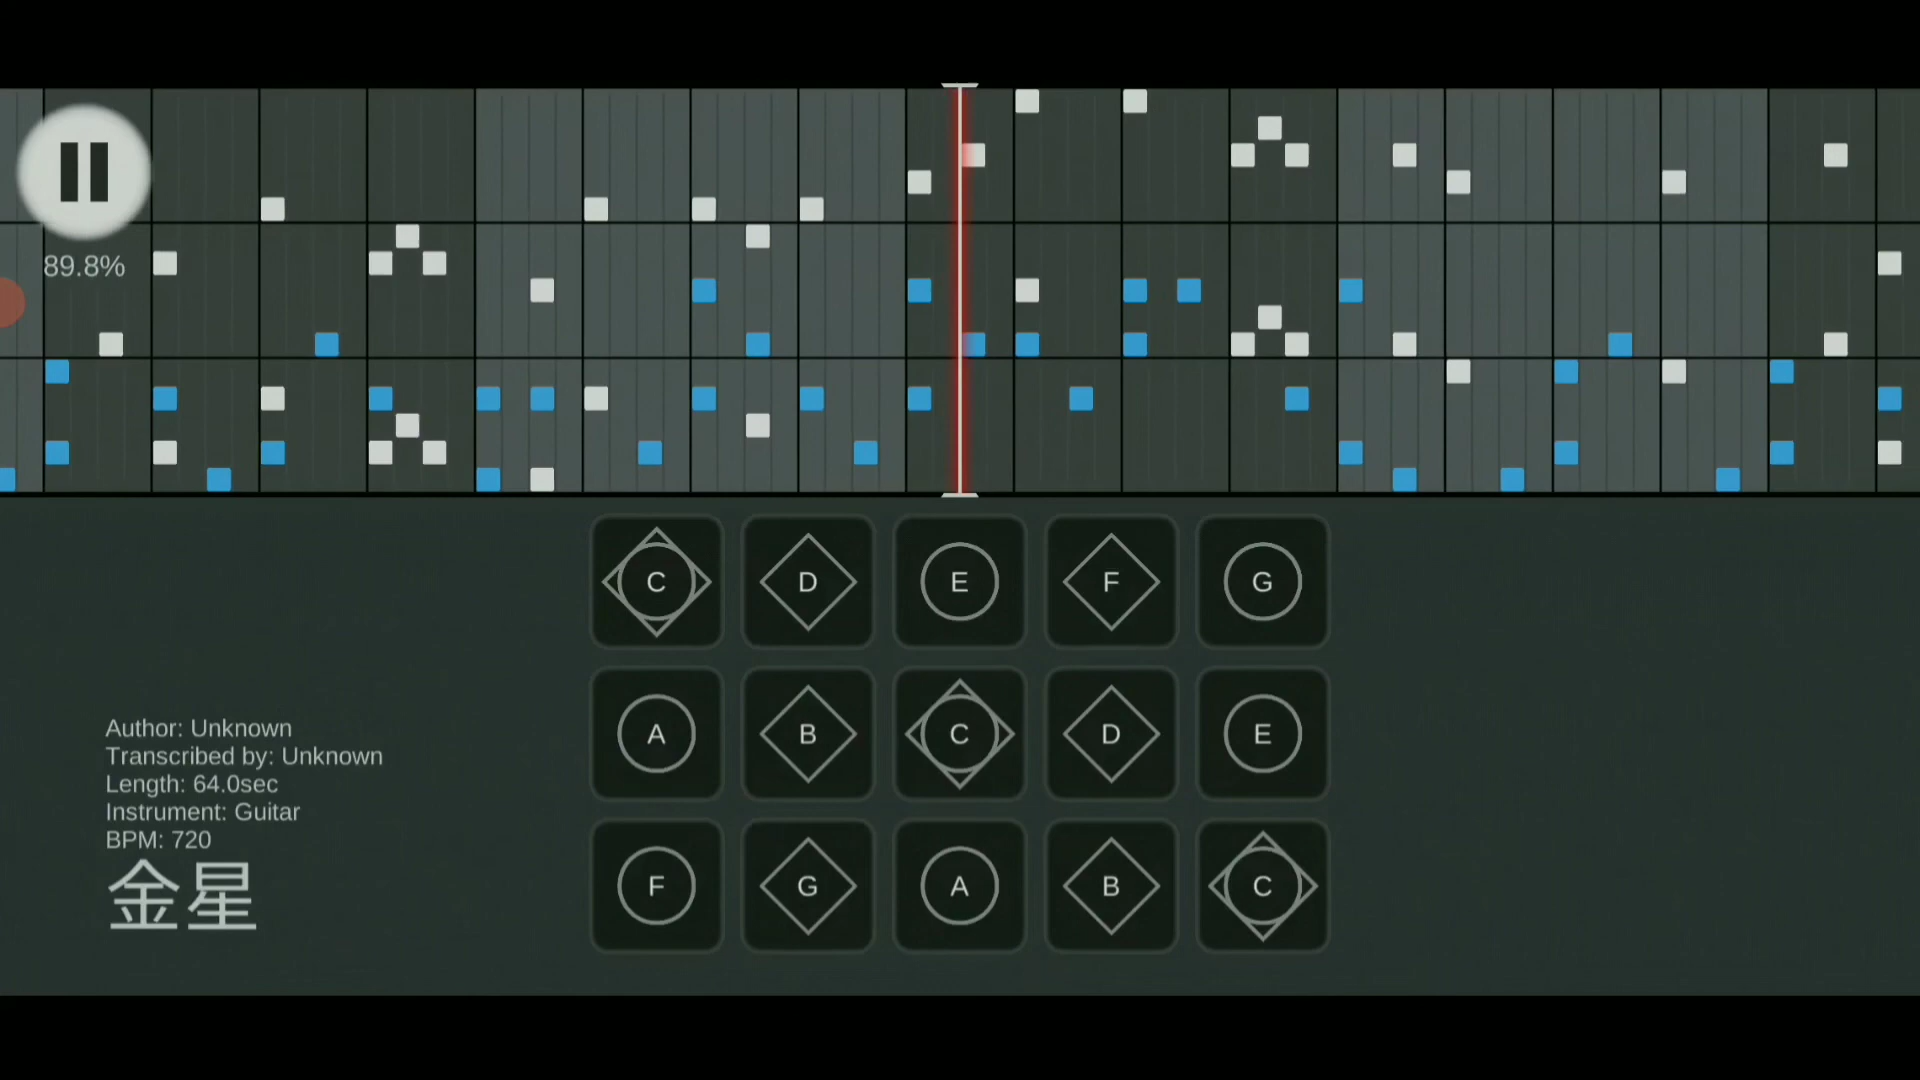 89.8%
C D E F G
A B C D E
F G A B C
Author: Unknown
Transcribed by: Unknown
Length: 64.0sec
Instrument: Guitar
BPM: 720
金星